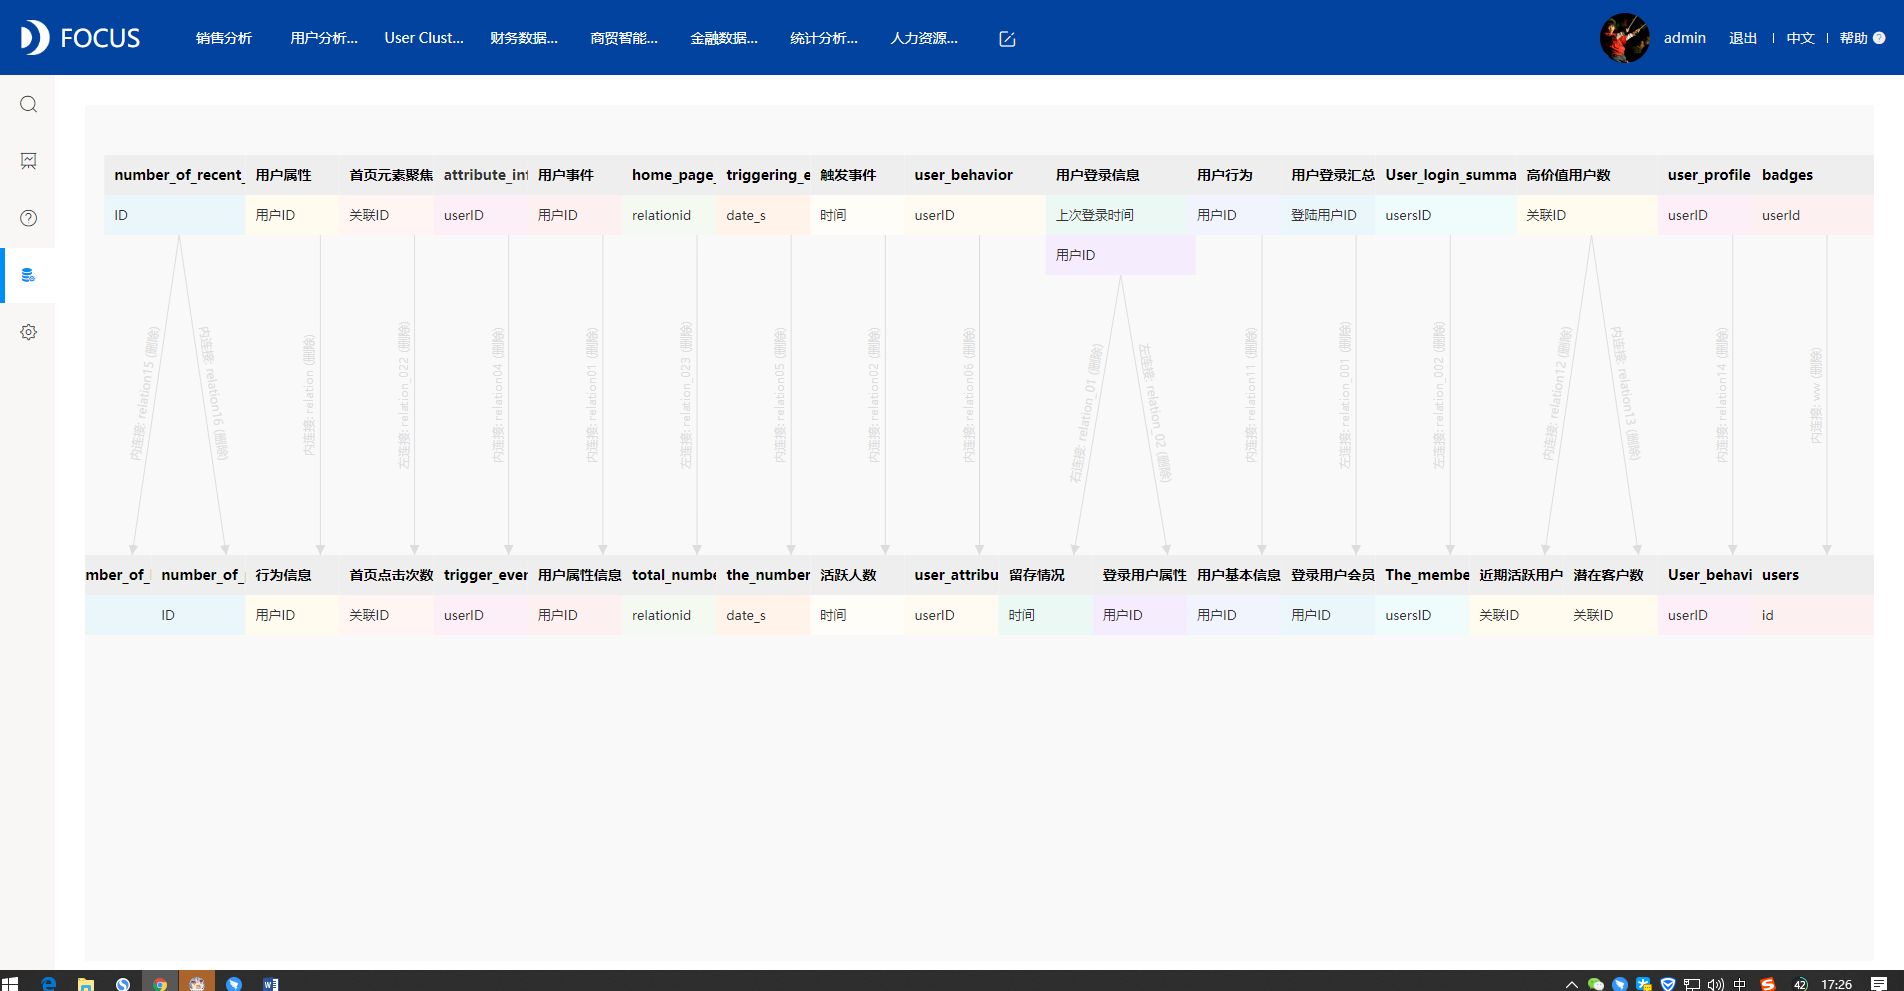 FOCUS
销售分析
用户分析...
User Clust...
财务数据...
商贸智能...
金融数据...
统计分析...
人力资源...
admin
退出
中文
帮助
number_of_recent_
用户属性
首页元素聚焦
attribute_inf
用户事件
home_page_
triggering_e
触发事件
user_behavior
用户登录信息
用户行为
用户登录汇总
User_login_summa
高价值用户数
user_profile
badges
ID
用户ID
关联ID
userID
用户ID
relationid
date_s
时间
userID
上次登录时间
用户ID
登陆用户ID
usersID
关联ID
userID
userId
用户ID
内连接: relation15 (删除)
内连接: relation16 (删除)
内连接: relation (删除)
左连接: relation_022 (删除)
内连接: relation04 (删除)
内连接: relation01 (删除)
左连接: relation_023 (删除)
内连接: relation05 (删除)
内连接: relation02 (删除)
内连接: relation06 (删除)
右连接: relation_01 (删除)
左连接: relation_02 (删除)
内连接: relation11 (删除)
左连接: relation_001 (删除)
左连接: relation_002 (删除)
内连接: relation12 (删除)
内连接: relation13 (删除)
内连接: relation14 (删除)
内连接: ww (删除)
mber_of_
number_of_
行为信息
首页点击次数
trigger_ever
用户属性信息
total_numbe
the_number
活跃人数
user_attribu
留存情况
登录用户属性
用户基本信息
登录用户会员
The_membe
近期活跃用户
潜在客户数
User_behavi
users
ID
用户ID
关联ID
userID
用户ID
relationid
date_s
时间
userID
时间
用户ID
用户ID
用户ID
usersID
关联ID
关联ID
userID
id
中
42
17:26